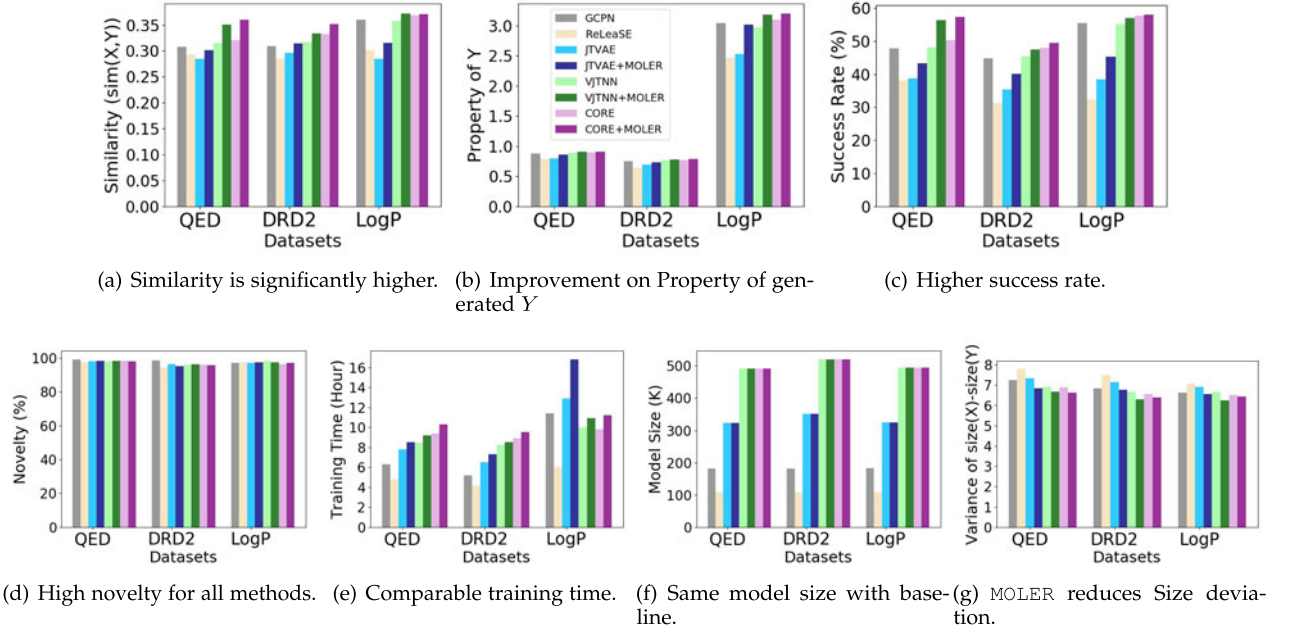 Similarity (sim(X,Y))
0.35
0.30
0.25
0.20
0.15
0.10
0.05
0.00
QED DRD2 LogP
Datasets
Property of Y
3.0
2.5
2.0
1.5
1.0
0.5
0.0
GCPN
ReLeaSE
JTVAE
JTVAE+MOLER
VJTNN
VJTNN+MOLER
CORE
CORE+MOLER
QED DRD2 LogP
Datasets
Success Rate (%)
60
50
40
30
20
10
0
QED DRD2 LogP
Datasets
(a) Similarity is significantly higher.
(b) Improvement on Property of gen-
erated Y
(c) Higher success rate.
Novelty (%)
100
80
60
40
20
0
QED DRD2 LogP
Datasets
Training Time (Hour)
16
14
12
10
8
6
4
2
0
QED DRD2 LogP
Datasets
Model Size (K)
500
400
300
200
100
0
QED DRD2 LogP
Datasets
Variance of size(X)-size(Y)
8
7
6
5
4
3
2
1
0
QED DRD2 LogP
Datasets
(d) High novelty for all methods.
(e) Comparable training time.
(f) Same model size with base-
line.
(g) MOLER reduces Size devia-
tion.